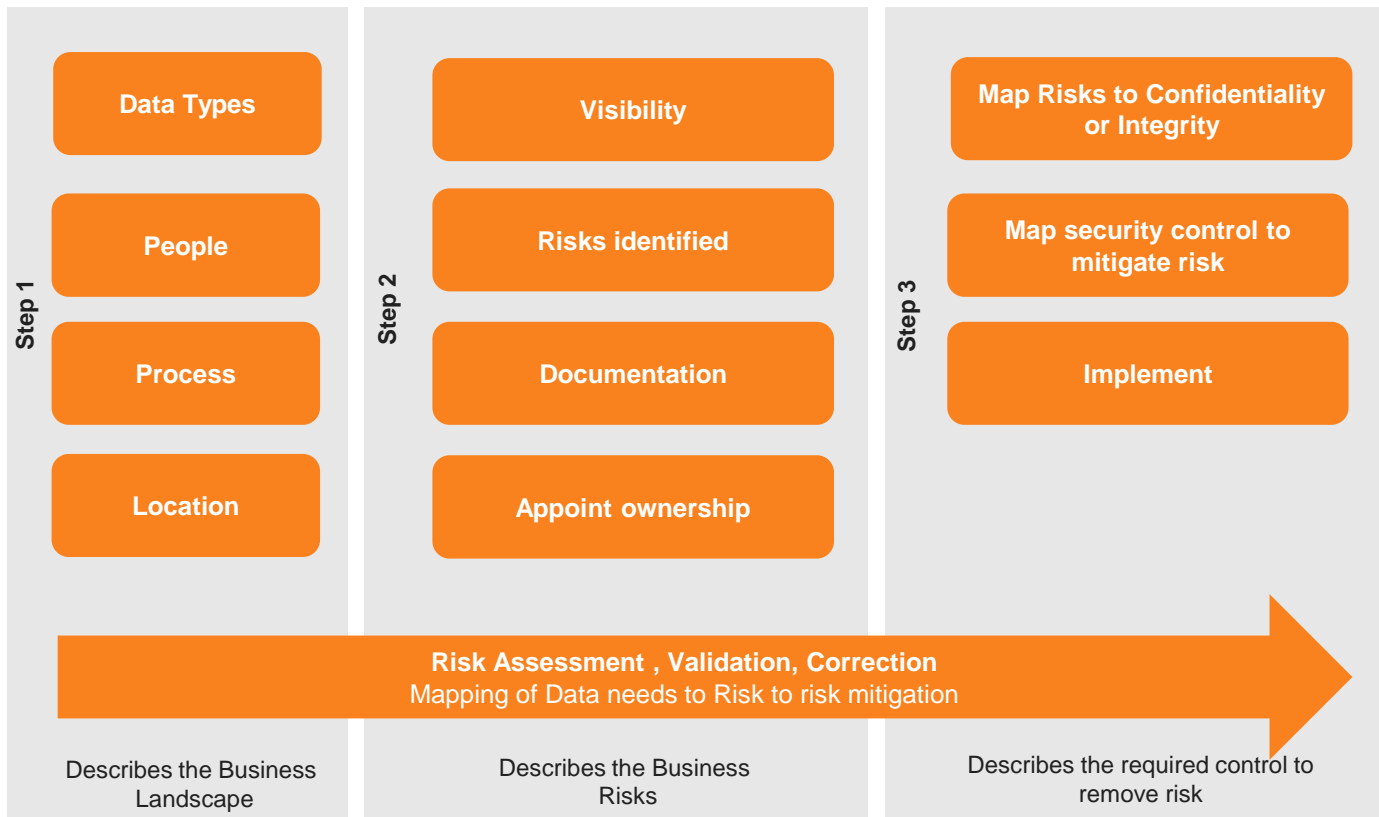 Step 1
Data Types
People
Process
Location
Step 2
Visibility
Risks identified
Documentation
Appoint ownership
Step 3
Map Risks to Confidentiality
or Integrity
Map security control to
mitigate risk
Implement
Risk Assessment , Validation, Correction
Mapping of Data needs to Risk to risk mitigation
Describes the Business
Landscape
Describes the Business
Risks
Describes the required control to
remove risk